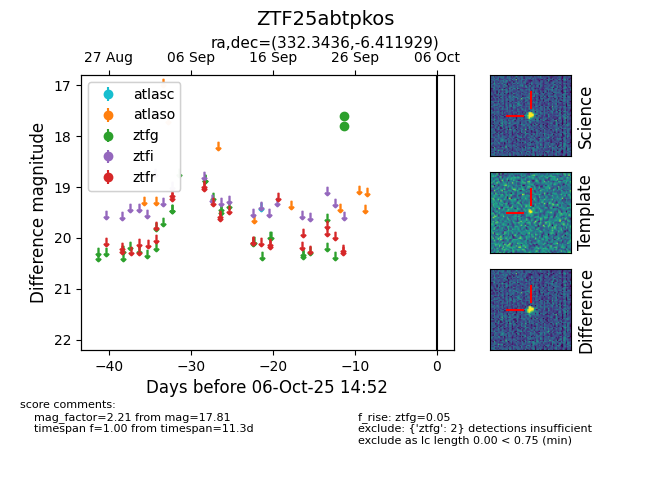 ZTF25abtpkos
ra,dec=(332.3436,-6.411929)
27 Aug 06 Sep 16 Sep 26 Sep 06 Oct
17
18
19
20
21
22
Difference magnitude
atlasc
atlaso
ztfg
ztfi
ztfr
−40 −30 −20 −10 0
Days before 06-Oct-25 14:52
Science
Template
Difference
score comments:
mag_factor=2.21 from mag=17.81
timespan f=1.00 from timespan=11.3d
f_rise: ztfg=0.05
exclude: {'ztfg': 2} detections insufficient
exclude as lc length 0.00 < 0.75 (min)